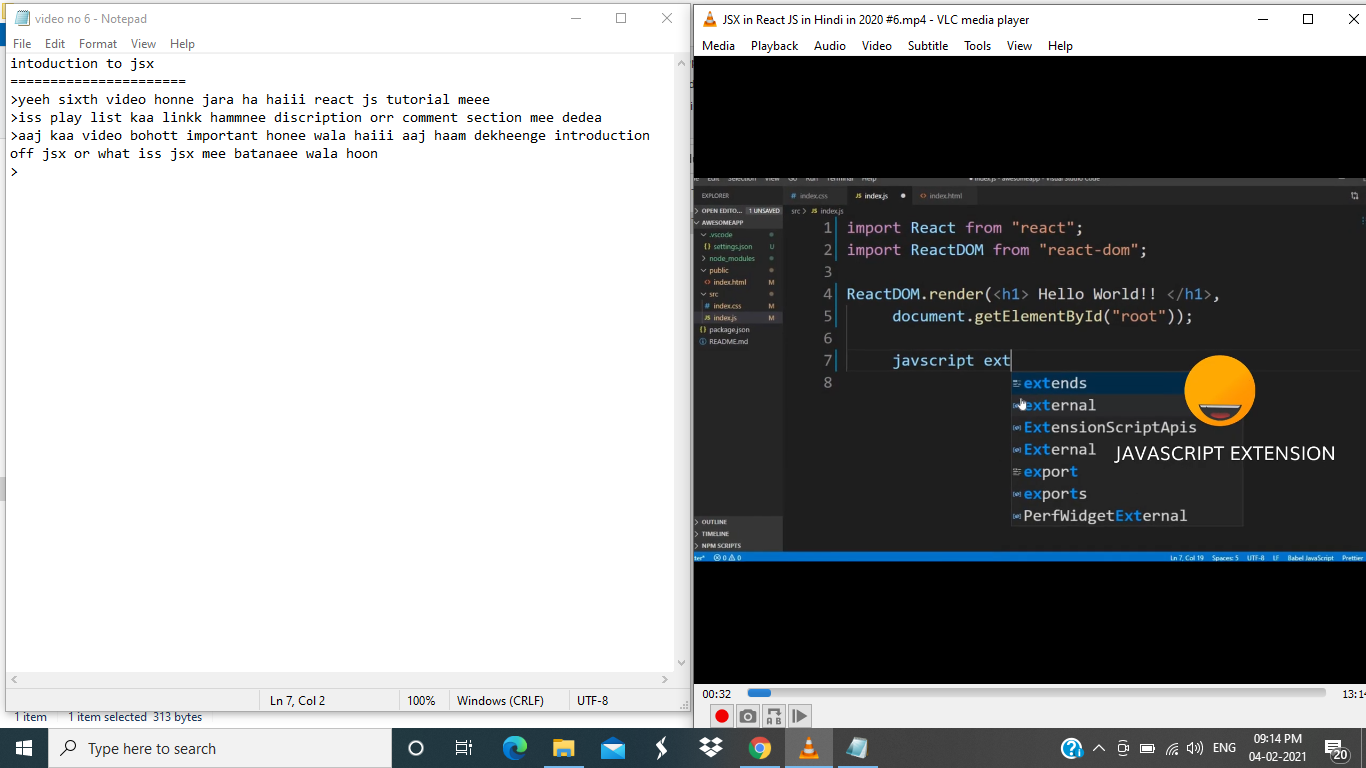 video no 6 - Notepad
File Edit Format View Help
intoduction to jsx
======================
>yeeh sixth video honne jara ha haiii react js tutorial meee
>iss play list kaa linkk hammnee discription orr comment section mee dedea
>aaj kaa video bohott important honee wala haiii aaj haam dekheenge introduction
off jsx or what iss jsx mee batanaee wala hoon
>
Ln 7, Col 2 100% Windows (CRLF) UTF-8
1 item 1 item selected 313 bytes
JSX in React JS in Hindi in 2020 #6.mp4 - VLC media player
Media Playback Audio Video Subtitle Tools View Help
EXPLORER
OPEN EDITO... 1 UNSAVED
AWESOMEAPP
.vscode
settings.json U
node_modules
public
index.html M
src
index.css M
index.js M
package.json
README.md
OUTLINE
TIMELINE
NPM SCRIPTS
index.css index.js index.html
src > JS index.js
1 import React from "react";
2 import ReactDOM from "react-dom";
3
4 ReactDOM.render(<h1> Hello World!! </h1>,
5 document.getElementById("root"));
6
7 javscript ext
8
extends
external
ExtensionScriptApis
External
export
exports
PerfWidgetExternal
JAVASCRIPT EXTENSION
Ln 7, Col 19 Spaces: 5 UTF-8 LF Babel JavaScript Prettier
00:32
Type here to search
ENG
09:14 PM
04-02-2021
20